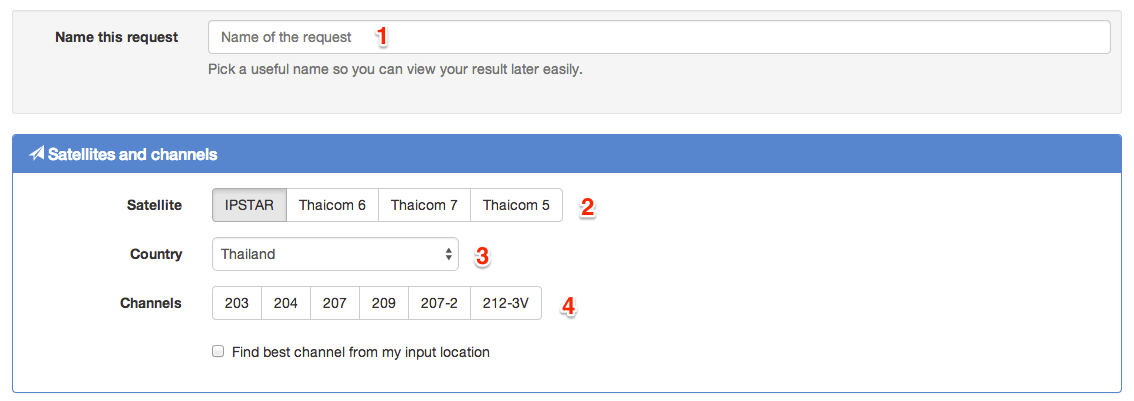 Name this request Name of the request 1
Pick a useful name so you can view your result later easily.
Satellites and channels
Satellite IPSTAR Thaicom 6 Thaicom 7 Thaicom 5 2
Country Thailand 3
Channels 203 204 207 209 207-2 212-3V 4
Find best channel from my input location